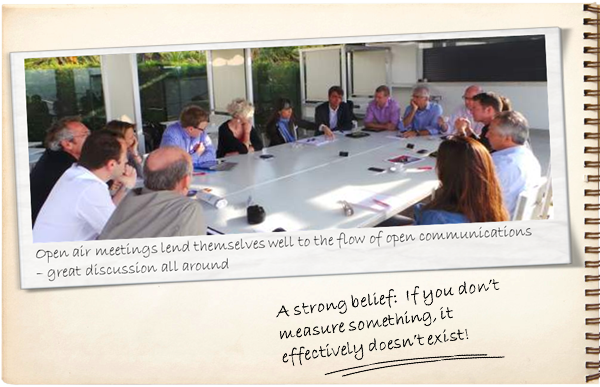 Open air meetings lend themselves well to the flow of open communications
- great discussion all around
A strong belief: If you don't
measure something, it
effectively doesn't exist!